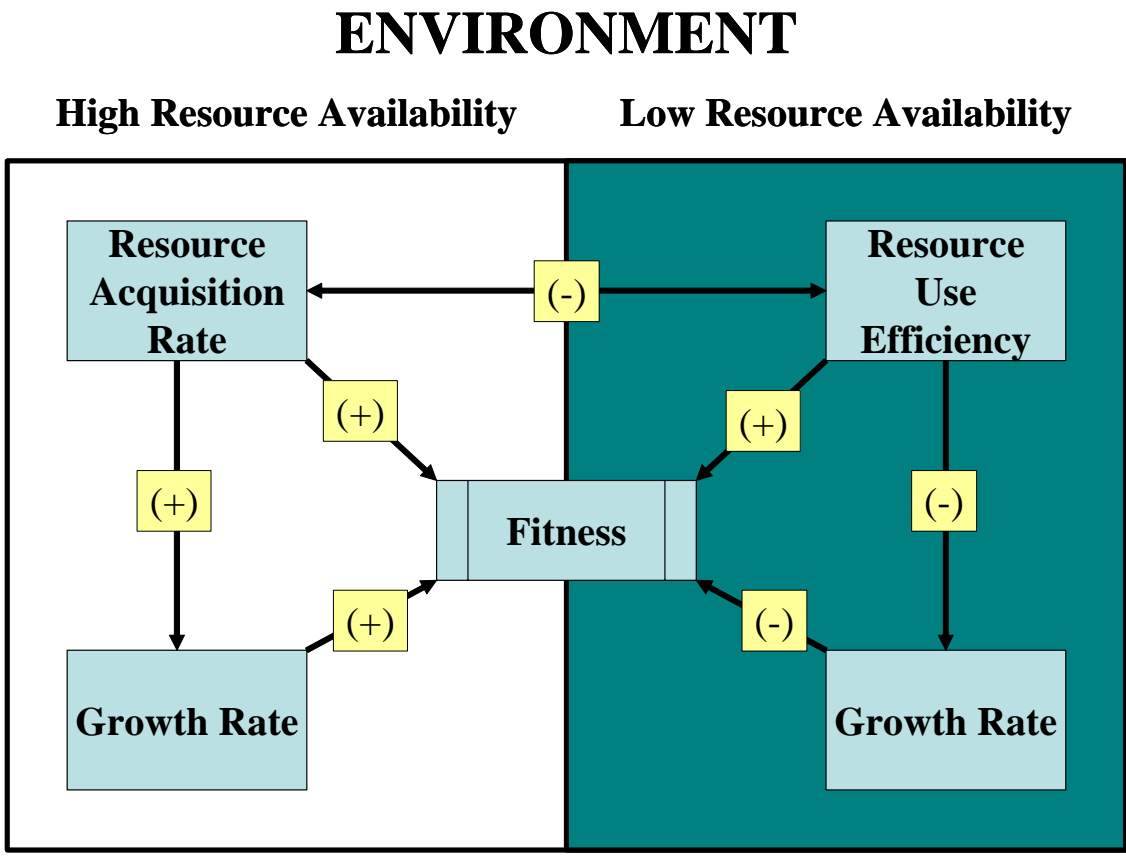 ENVIRONMENT
High Resource Availability
Low Resource Availability
Resource
Acquisition
Rate
(-)
Resource
Use
Efficiency
(+)
(+)
(+)
(-)
Fitness
(+)
(-)
Growth Rate
Growth Rate